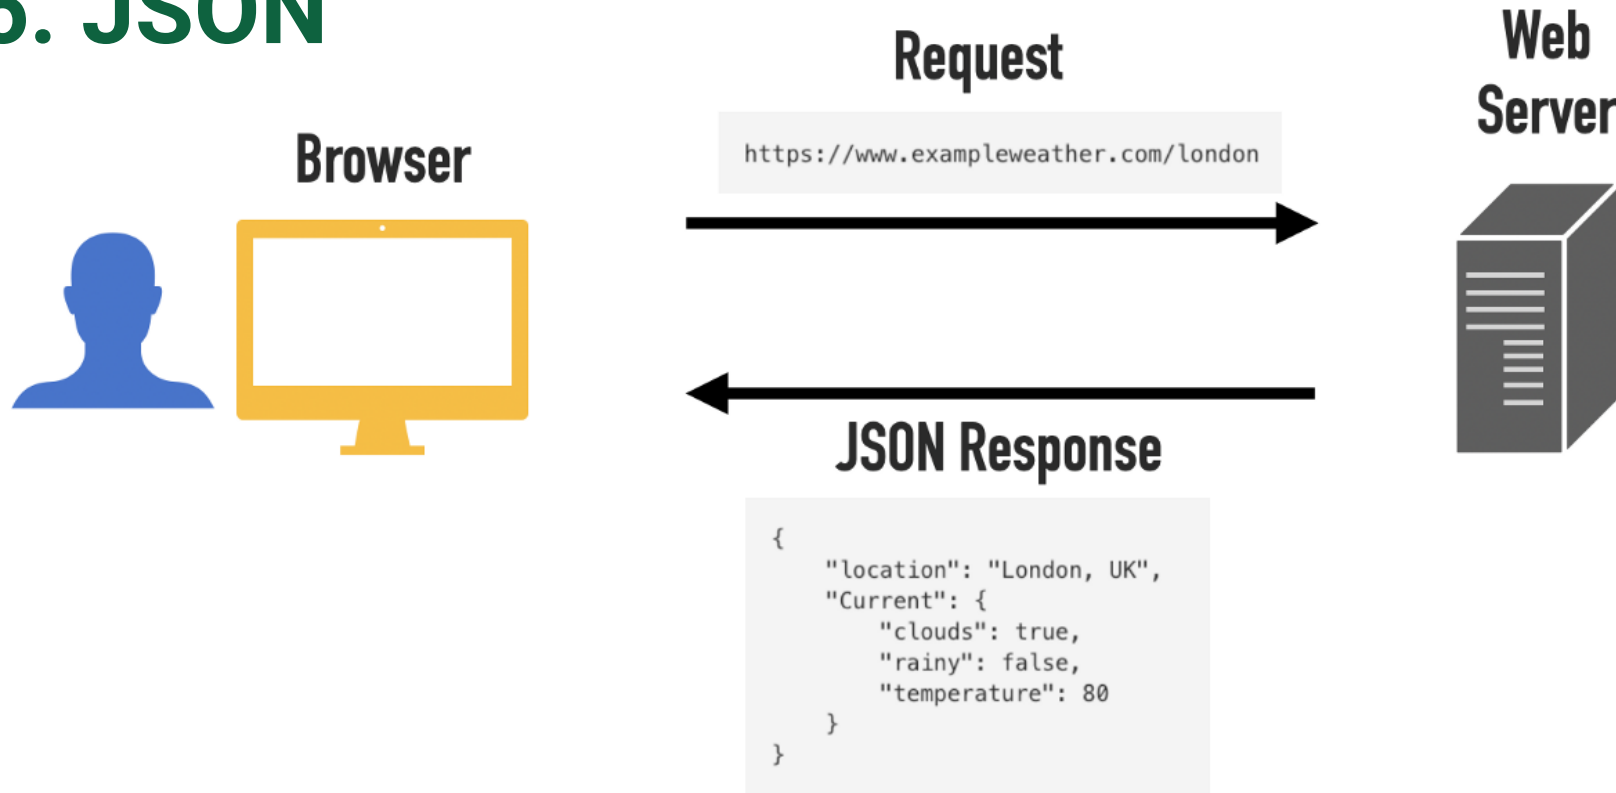 5. JSON
Request
Web
Server
https://www.exampleweather.com/london
Browser
JSON Response
{
    "location": "London, UK",
    "Current": {
        "clouds": true,
        "rainy": false,
        "temperature": 80
    }
}